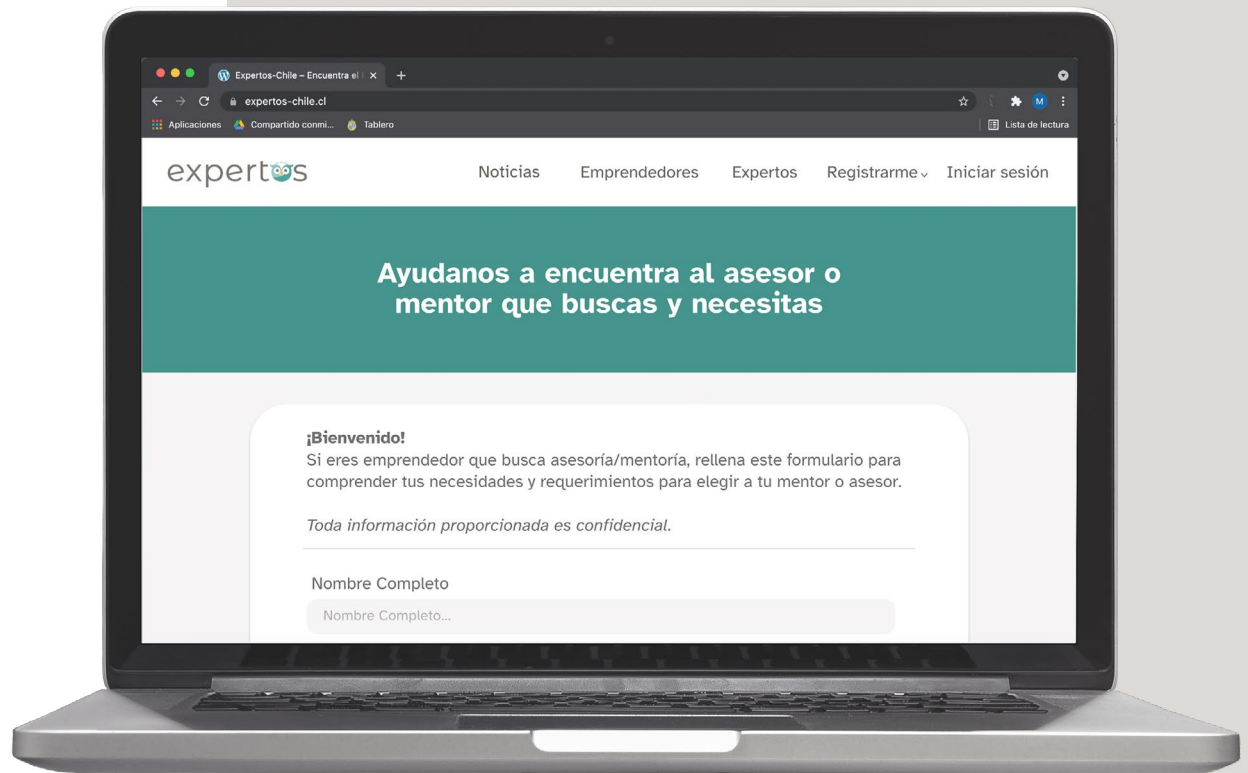 Expertos-Chile – Encuentra el
expertos-chile.cl
M
Aplicaciones Compartido conmi... Tablero Lista de lectura
expertos Noticias Emprendedores Expertos Registrarme Iniciar sesión
Ayudanos a encuentra al asesor o
mentor que buscas y necesitas
¡Bienvenido!
Si eres emprendedor que busca asesoría/mentoría, rellena este formulario para
comprender tus necesidades y requerimientos para elegir a tu mentor o asesor.
Toda información proporcionada es confidencial.
Nombre Completo
Nombre Completo...